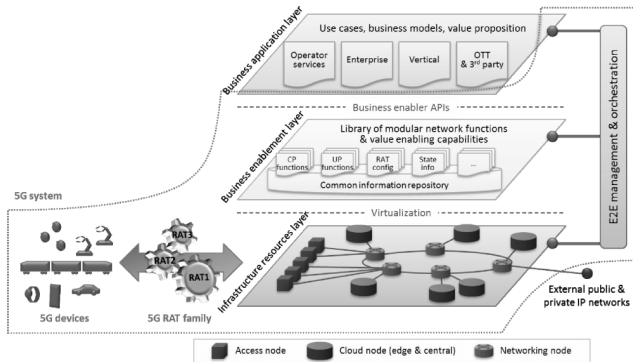 Business application layer
Use cases, business models, value proposition
Operator
services
Enterprise
Vertical
OTT
& 3rd party
Business enabler APIs
Business enablement layer
Library of modular network functions
& value enabling capabilities
CP
functions
UP
functions
RAT
config
State
info
...
Common information repository
Virtualization
Infrastructure resources layer
E2E management & orchestration
5G system
RAT3
RAT2
RAT1
5G devices
5G RAT family
External public &
private IP networks
Access node
Cloud node (edge & central)
Networking node